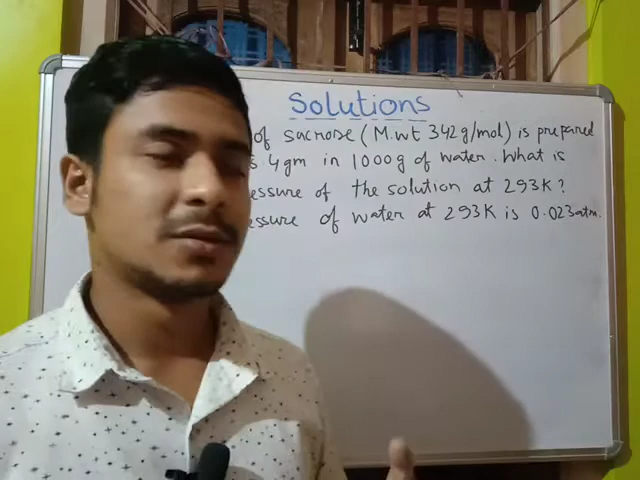 Solutions
of sucrose (M.wt 342g/mol) is prepared
4gm in 1000g of water. What is
essure of the solution at 293K?
essure of water at 293K is 0.023atm.